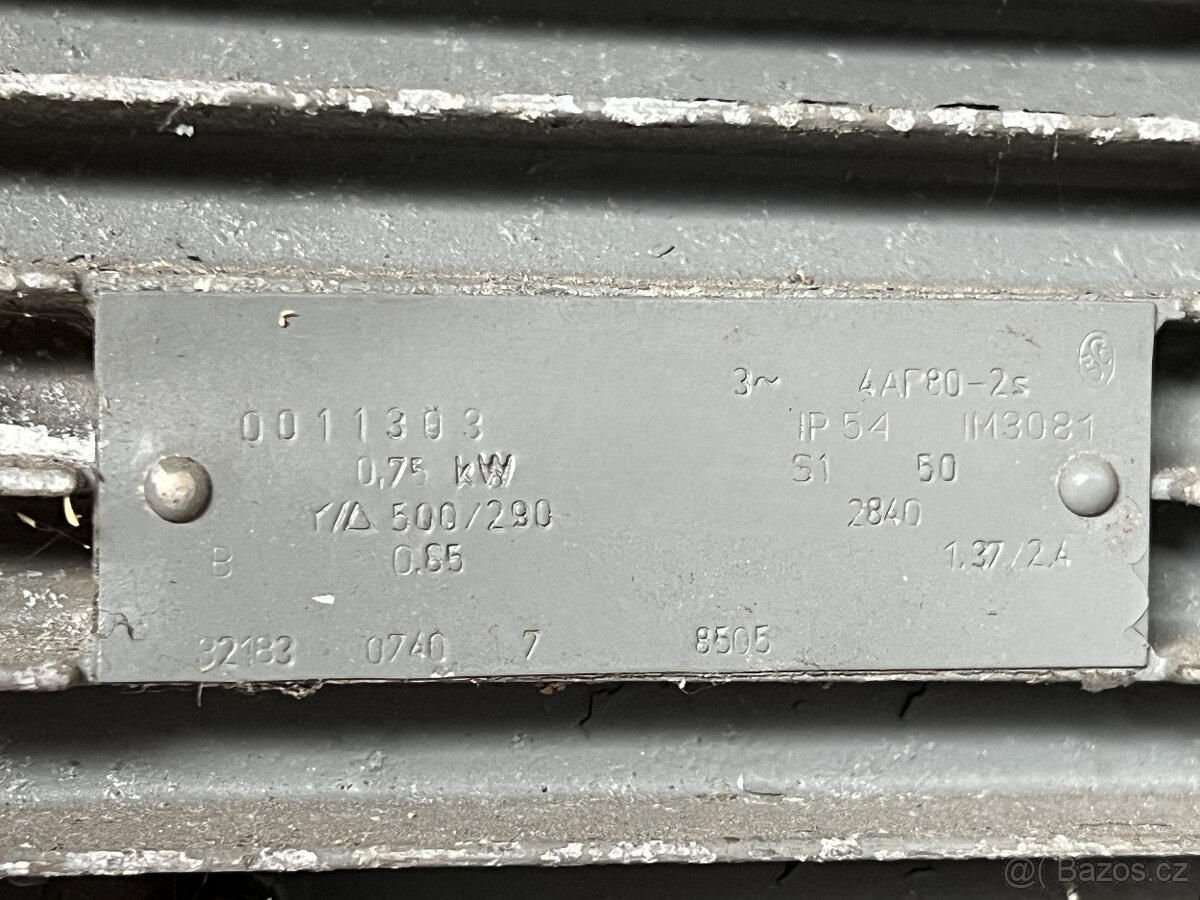 3~ 4АГ80-2s
0011303 IP 54 IM3081
0,75 kW S1 50
Y/Δ 500/290 2840
B 0.85 1.37/2.4
32183 0740 7 8505
@( Bazos.cz